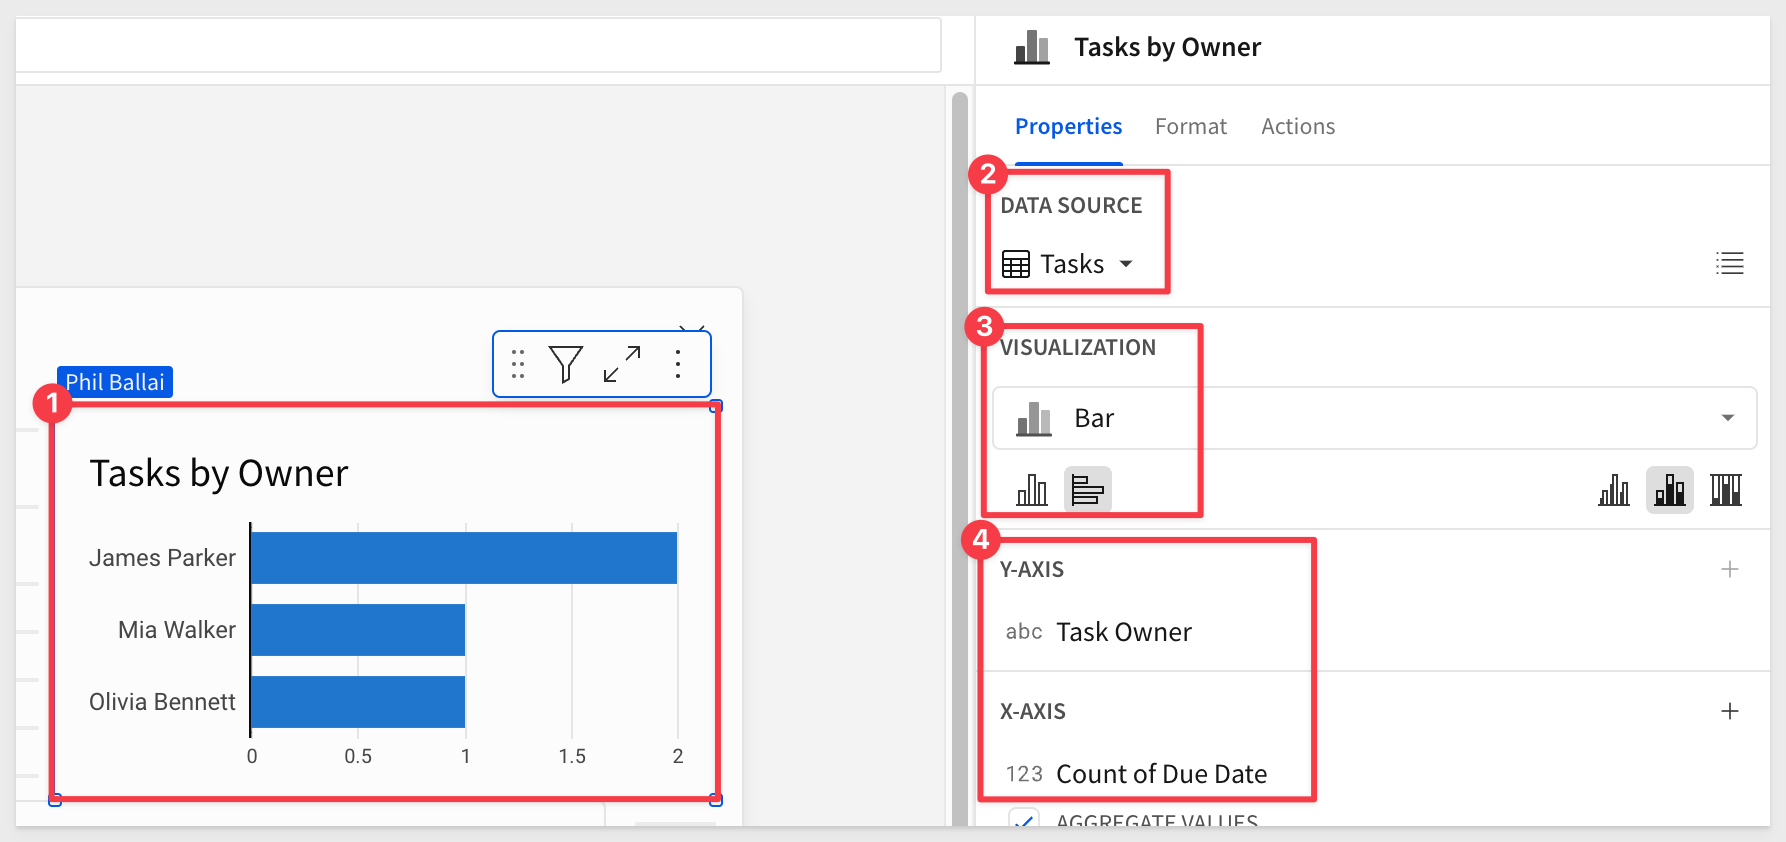 Tasks by Owner
Properties Format Actions
2
DATA SOURCE
Tasks
3
VISUALIZATION
Bar
4
Y-AXIS
abc Task Owner
X-AXIS
123 Count of Due Date
AGGREGATE VALUES
Phil Ballai
1
Tasks by Owner
James Parker
Mia Walker
Olivia Bennett
0 0.5 1 1.5 2